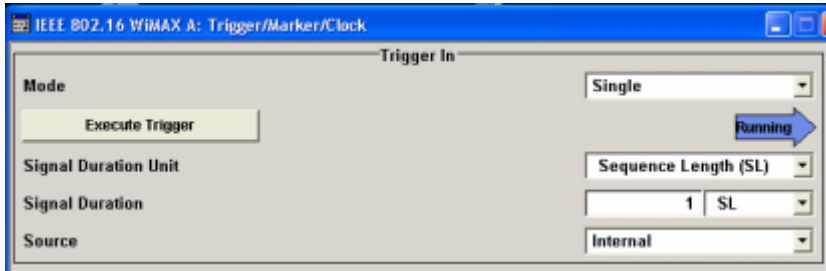 IEEE 802.16 WiMAX A: Trigger/Marker/Clock
Trigger In
Mode Single
Execute Trigger Running
Signal Duration Unit Sequence Length (SL)
Signal Duration 1 SL
Source Internal